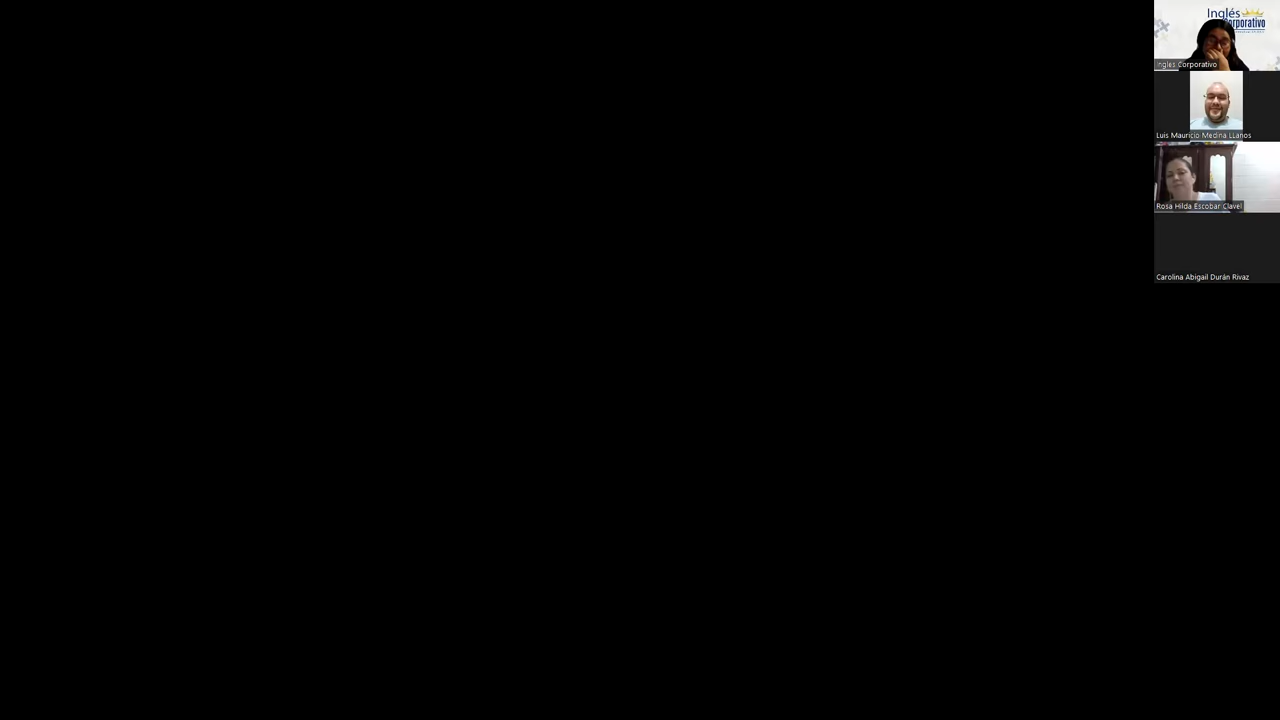 Inglés
Corporativo
Ingles Corporativo
Luis Mauricio Medina LLanos
Rosa Hilda Escobar Clavel
Carolina Abigail Durán Rivaz